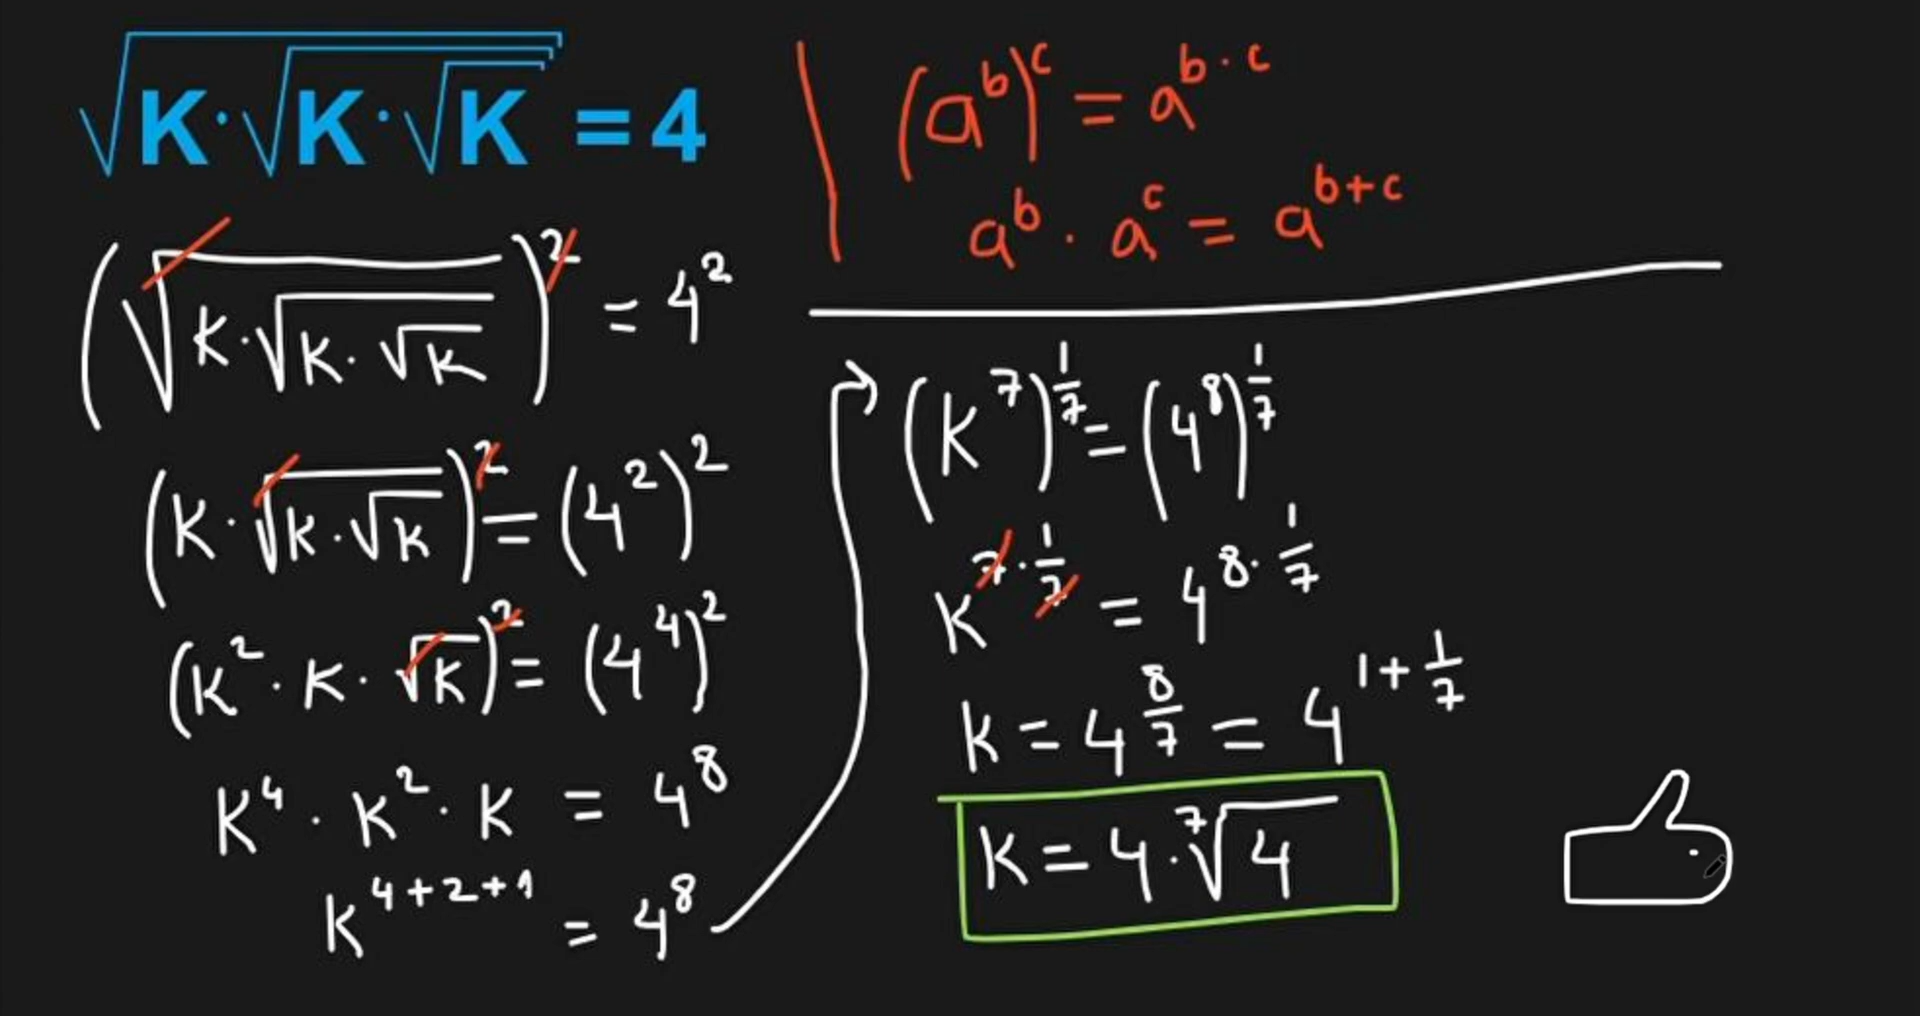 √(K·√(K·√K)) = 4
(√(K·√(K·√K)))² = 4²
(K·√(K·√K))² = (4²)²
(K²·K·√K)² = (4⁴)²
K⁴·K²·K = 4⁸
K⁴⁺²⁺¹ = 4⁸
(a^b)^c = a^(b·c)
a^b · a^c = a^(b+c)
(K⁷)^(1/7) = (4⁸)^(1/7)
K^(7·1/7) = 4^(8·1/7)
K = 4^(8/7) = 4^(1+1/7)
K = 4·⁷√4